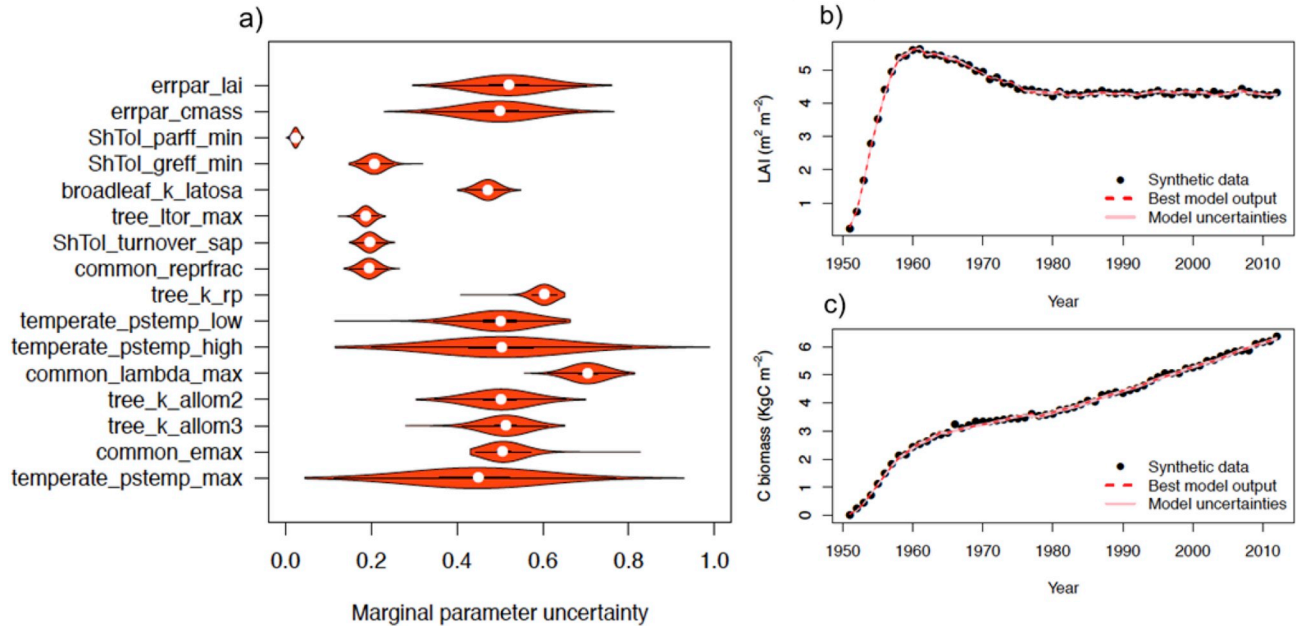 a)
errpar_lai
errpar_cmass
ShTol_parff_min
ShTol_greff_min
broadleaf_k_latosa
tree_ltor_max
ShTol_turnover_sap
common_reprfrac
tree_k_rp
temperate_pstemp_low
temperate_pstemp_high
common_lambda_max
tree_k_allom2
tree_k_allom3
common_emax
temperate_pstemp_max
0.0 0.2 0.4 0.6 0.8 1.0
Marginal parameter uncertainty
b)
LAI (m² m⁻²)
5
4
3
2
1
Synthetic data
Best model output
Model uncertainties
1950 1960 1970 1980 1990 2000 2010
Year
c)
C biomass (KgC m⁻²)
6
5
4
3
2
1
0
Synthetic data
Best model output
Model uncertainties
1950 1960 1970 1980 1990 2000 2010
Year